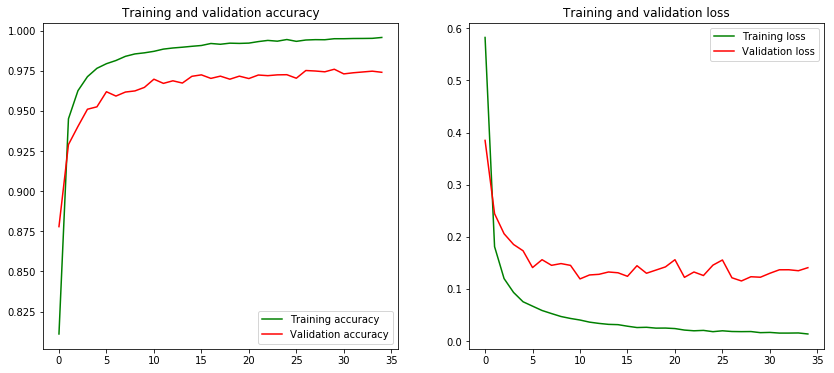 Training and validation accuracy
1.000
0.975
0.950
0.925
0.900
0.875
0.850
0.825
Training accuracy
Validation accuracy
0 5 10 15 20 25 30 35
Training and validation loss
0.6
0.5
0.4
0.3
0.2
0.1
0.0
Training loss
Validation loss
0 5 10 15 20 25 30 35